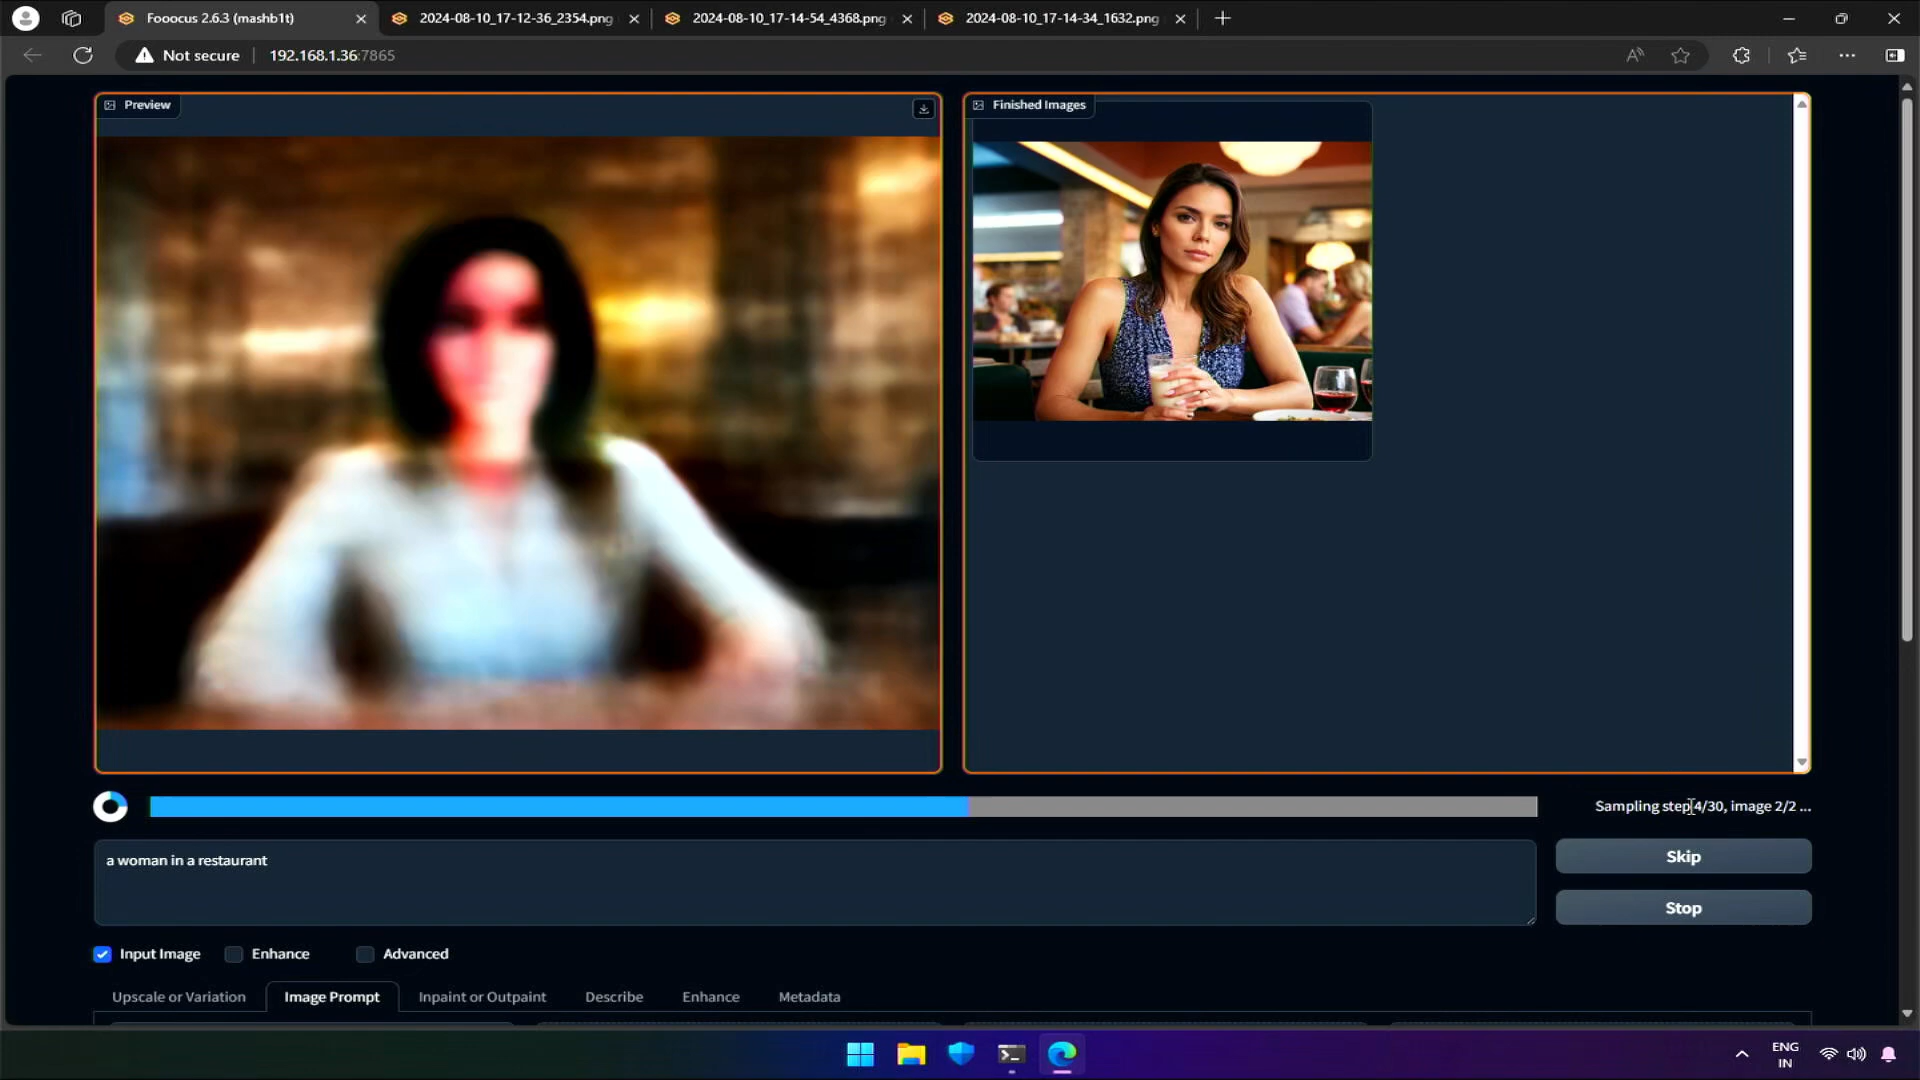 Fooocus 2.6.3 (mashb1t)
2024-08-10_17-12-36_2354.png
2024-08-10_17-14-54_4368.png
2024-08-10_17-14-34_1632.png
Not secure
192.168.1.36:7865
Preview
Finished Images
Sampling step 4/30, image 2/2 ...
a woman in a restaurant
Skip
Stop
Input Image
Enhance
Advanced
Upscale or Variation
Image Prompt
Inpaint or Outpaint
Describe
Enhance
Metadata
ENG
IN